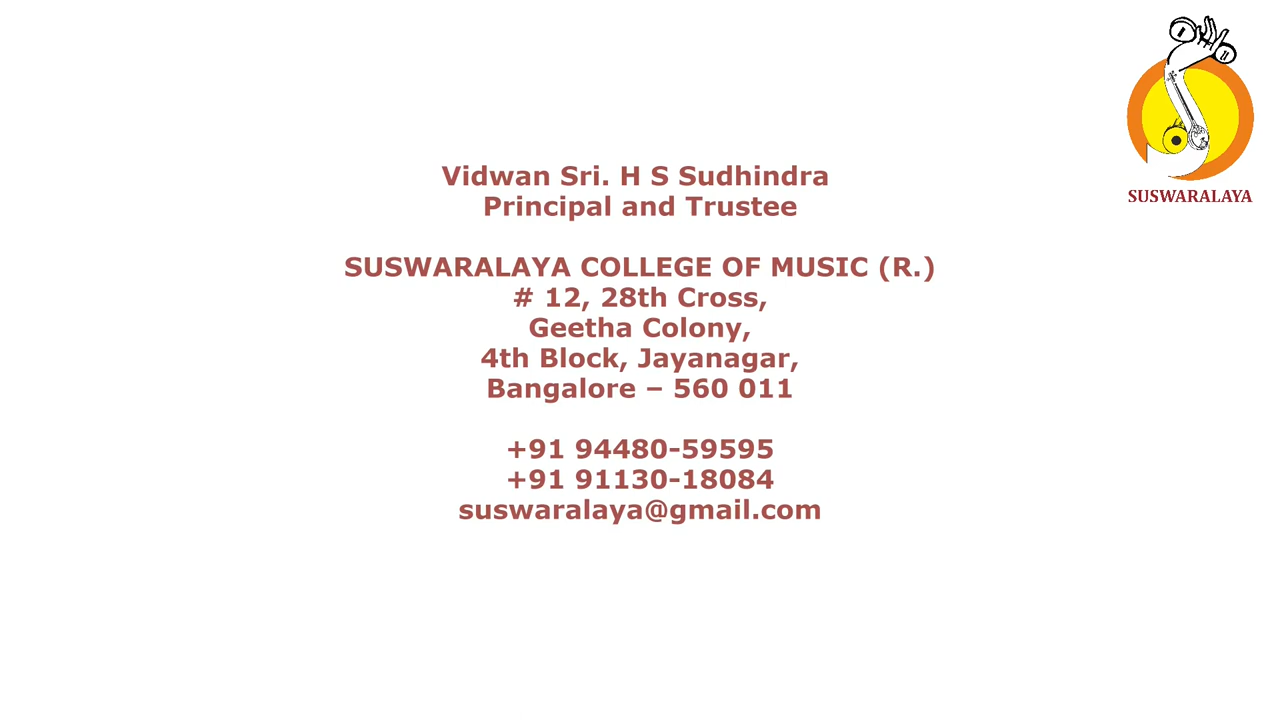 Vidwan Sri. H S Sudhindra
Principal and Trustee
SUSWARALAYA COLLEGE OF MUSIC (R.)
# 12, 28th Cross,
Geetha Colony,
4th Block, Jayanagar,
Bangalore – 560 011
+91 94480-59595
+91 91130-18084
suswaralaya@gmail.com
SUSWARALAYA